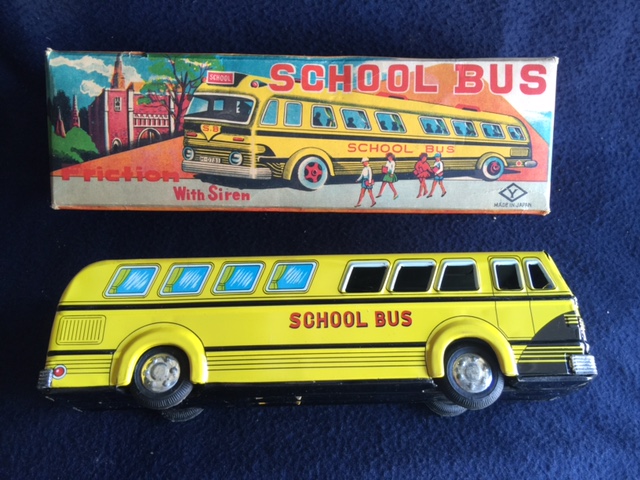 SCHOOL BUS
SCHOOL
S.B
SCHOOL BUS
Friction
With Siren
Y
MADE IN JAPAN
SCHOOL BUS